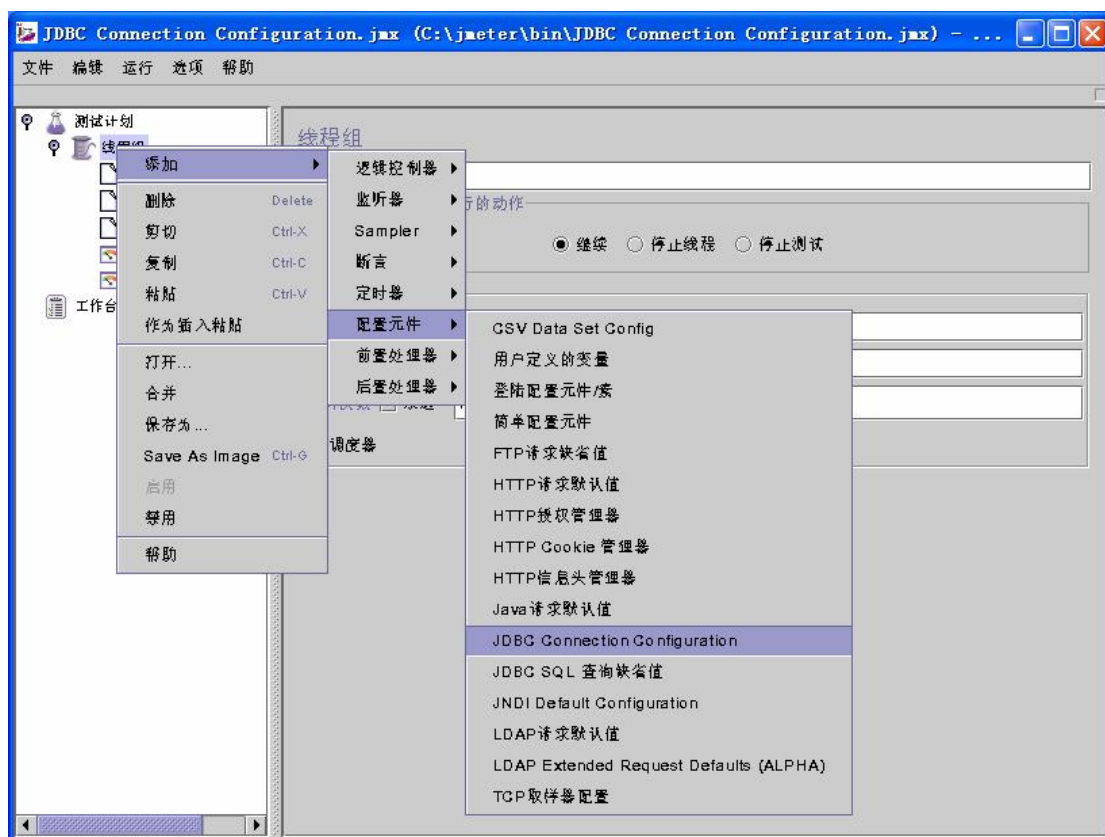 JDBC Connection Configuration.jmx (C:\jmeter\bin\JDBC Connection Configuration.jmx) - ...
文件 编辑 运行 选项 帮助
测试计划
工作台
线程组
行的动作
继续 停止线程 停止测试
调度器
添加
删除 Delete
剪切 Ctrl-X
复制 Ctrl-C
粘贴 Ctrl-V
作为插入粘贴
打开...
合并
保存为...
Save As Image Ctrl-G
启用
禁用
帮助
逻辑控制器
监听器
Sampler
断言
定时器
配置元件
前置处理器
后置处理器
CSV Data Set Config
用户定义的变量
登陆配置元件/素
简单配置元件
FTP请求缺省值
HTTP请求默认值
HTTP授权管理器
HTTP Cookie 管理器
HTTP信息头管理器
Java请求默认值
JDBC Connection Configuration
JDBC SQL 查询缺省值
JNDI Default Configuration
LDAP请求默认值
LDAP Extended Request Defaults (ALPHA)
TCP取样器配置